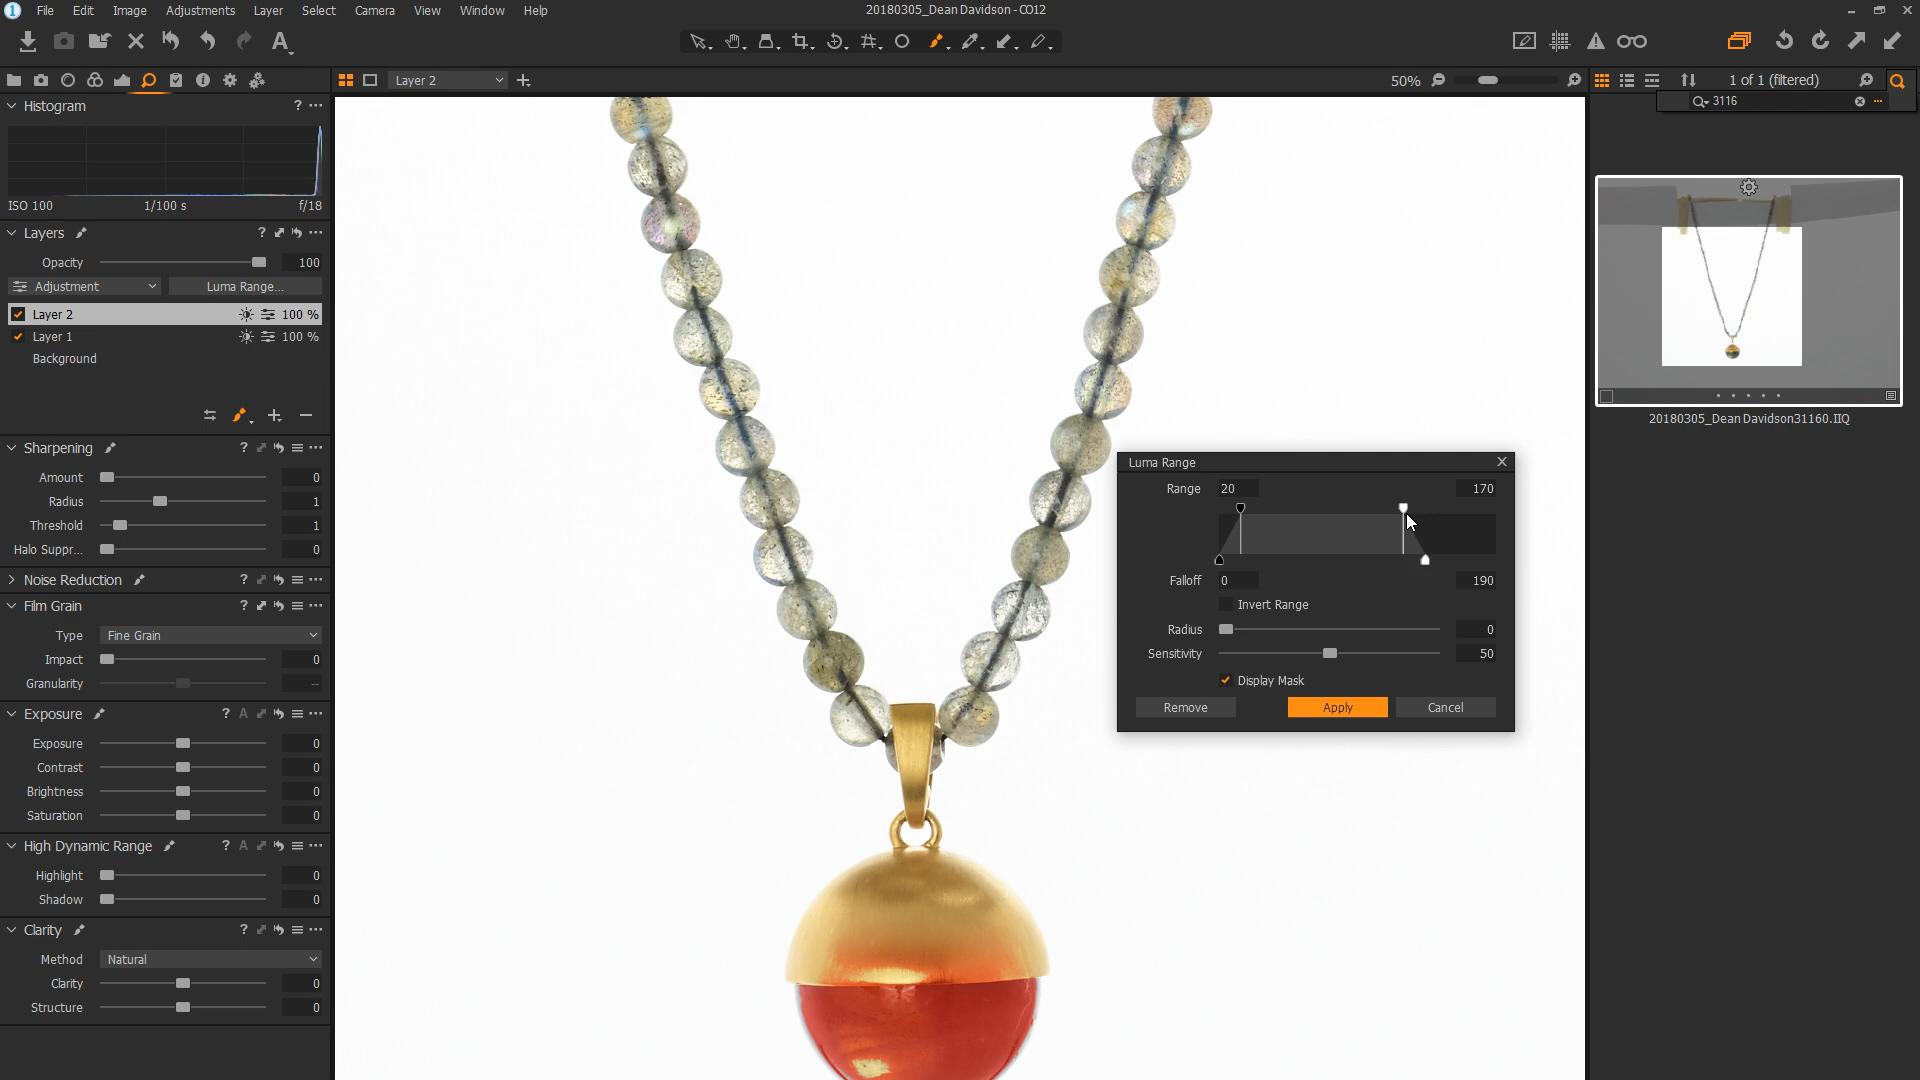 1 File Edit Image Adjustments Layer Select Camera View Window Help
20180305_Dean Davidson - CO12
A
Layer 2
50%
1 of 1 (filtered)
3116
Histogram ? ...
ISO 100 1/100 s f/18
Layers ? ...
Opacity 100
Adjustment Luma Range...
Layer 2 100 %
Layer 1 100 %
Background
Sharpening ? ...
Amount 0
Radius 1
Threshold 1
Halo Suppr... 0
Noise Reduction ? ...
Film Grain ? ...
Type Fine Grain
Impact 0
Granularity --
Exposure ? A ...
Exposure 0
Contrast 0
Brightness 0
Saturation 0
High Dynamic Range ? A ...
Highlight 0
Shadow 0
Clarity ? ...
Method Natural
Clarity 0
Structure 0
Luma Range
Range 20 170
Falloff 0 190
Invert Range
Radius 0
Sensitivity 50
Display Mask
Remove Apply Cancel
20180305_Dean Davidson31160.IIQ